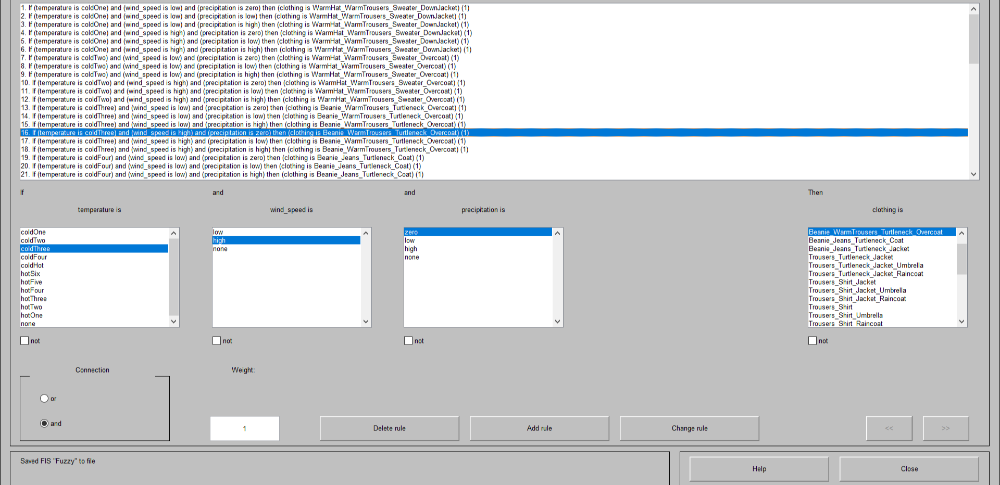 1. If (temperature is coldOne) and (wind_speed is low) and (precipitation is zero) then (clothing is WarmHat_WarmTrousers_Sweater_DownJacket) (1)
2. If (temperature is coldOne) and (wind_speed is low) and (precipitation is low) then (clothing is WarmHat_WarmTrousers_Sweater_DownJacket) (1)
3. If (temperature is coldOne) and (wind_speed is low) and (precipitation is high) then (clothing is WarmHat_WarmTrousers_Sweater_DownJacket) (1)
4. If (temperature is coldOne) and (wind_speed is high) and (precipitation is zero) then (clothing is WarmHat_WarmTrousers_Sweater_DownJacket) (1)
5. If (temperature is coldOne) and (wind_speed is high) and (precipitation is low) then (clothing is WarmHat_WarmTrousers_Sweater_DownJacket) (1)
6. If (temperature is coldOne) and (wind_speed is high) and (precipitation is high) then (clothing is WarmHat_WarmTrousers_Sweater_DownJacket) (1)
7. If (temperature is coldTwo) and (wind_speed is low) and (precipitation is zero) then (clothing is WarmHat_WarmTrousers_Sweater_Overcoat) (1)
8. If (temperature is coldTwo) and (wind_speed is low) and (precipitation is low) then (clothing is WarmHat_WarmTrousers_Sweater_Overcoat) (1)
9. If (temperature is coldTwo) and (wind_speed is low) and (precipitation is high) then (clothing is WarmHat_WarmTrousers_Sweater_Overcoat) (1)
10. If (temperature is coldTwo) and (wind_speed is high) and (precipitation is zero) then (clothing is WarmHat_WarmTrousers_Sweater_Overcoat) (1)
11. If (temperature is coldTwo) and (wind_speed is high) and (precipitation is low) then (clothing is WarmHat_WarmTrousers_Sweater_Overcoat) (1)
12. If (temperature is coldTwo) and (wind_speed is high) and (precipitation is high) then (clothing is WarmHat_WarmTrousers_Sweater_Overcoat) (1)
13. If (temperature is coldThree) and (wind_speed is low) and (precipitation is zero) then (clothing is Beanie_WarmTrousers_Turtleneck_Overcoat) (1)
14. If (temperature is coldThree) and (wind_speed is low) and (precipitation is low) then (clothing is Beanie_WarmTrousers_Turtleneck_Overcoat) (1)
15. If (temperature is coldThree) and (wind_speed is low) and (precipitation is high) then (clothing is Beanie_WarmTrousers_Turtleneck_Overcoat) (1)
16. If (temperature is coldThree) and (wind_speed is high) and (precipitation is zero) then (clothing is Beanie_WarmTrousers_Turtleneck_Overcoat) (1)
17. If (temperature is coldThree) and (wind_speed is high) and (precipitation is low) then (clothing is Beanie_WarmTrousers_Turtleneck_Overcoat) (1)
18. If (temperature is coldThree) and (wind_speed is high) and (precipitation is high) then (clothing is Beanie_WarmTrousers_Turtleneck_Overcoat) (1)
19. If (temperature is coldFour) and (wind_speed is low) and (precipitation is zero) then (clothing is Beanie_Jeans_Turtleneck_Coat) (1)
20. If (temperature is coldFour) and (wind_speed is low) and (precipitation is low) then (clothing is Beanie_Jeans_Turtleneck_Coat) (1)
21. If (temperature is coldFour) and (wind_speed is low) and (precipitation is high) then (clothing is Beanie_Jeans_Turtleneck_Coat) (1)
If
temperature is
coldOne
coldTwo
coldThree
coldFour
coldHot
hotSix
hotFive
hotFour
hotThree
hotTwo
hotOne
none
not
and
wind_speed is
low
high
none
not
and
precipitation is
zero
low
high
none
not
Then
clothing is
Beanie_WarmTrousers_Turtleneck_Overcoat
Beanie_Jeans_Turtleneck_Coat
Beanie_Jeans_Turtleneck_Jacket
Trousers_Turtleneck_Jacket
Trousers_Turtleneck_Jacket_Umbrella
Trousers_Turtleneck_Jacket_Raincoat
Trousers_Shirt_Jacket
Trousers_Shirt_Jacket_Umbrella
Trousers_Shirt_Jacket_Raincoat
Trousers_Shirt
Trousers_Shirt_Umbrella
Trousers_Shirt_Raincoat
not
Connection
or
and
Weight:
1
Delete rule
Add rule
Change rule
<<
>>
Saved FIS "Fuzzy" to file
Help
Close